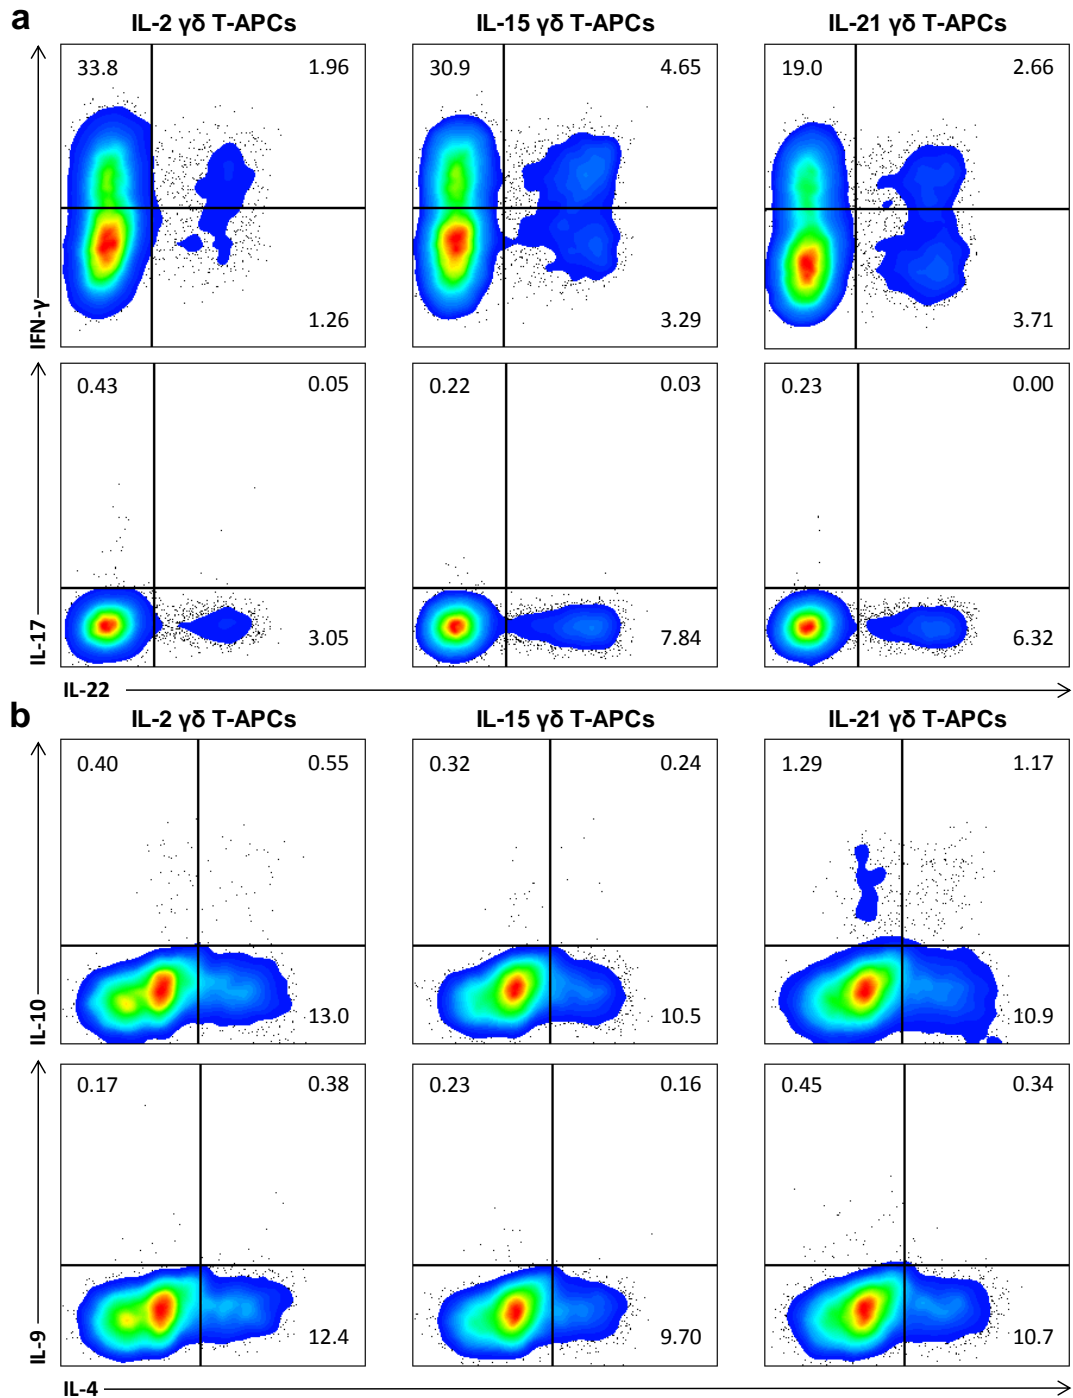 a
IL-2 γδ T-APCs
IL-15 γδ T-APCs
IL-21 γδ T-APCs
33.8
1.96
30.9
4.65
19.0
2.66
IFN-γ
1.26
3.29
3.71
0.43
0.05
0.22
0.03
0.23
0.00
IL-17
3.05
7.84
6.32
IL-22
b
IL-2 γδ T-APCs
IL-15 γδ T-APCs
IL-21 γδ T-APCs
0.40
0.55
0.32
0.24
1.29
1.17
IL-10
13.0
10.5
10.9
0.17
0.38
0.23
0.16
0.45
0.34
IL-9
12.4
9.70
10.7
IL-4